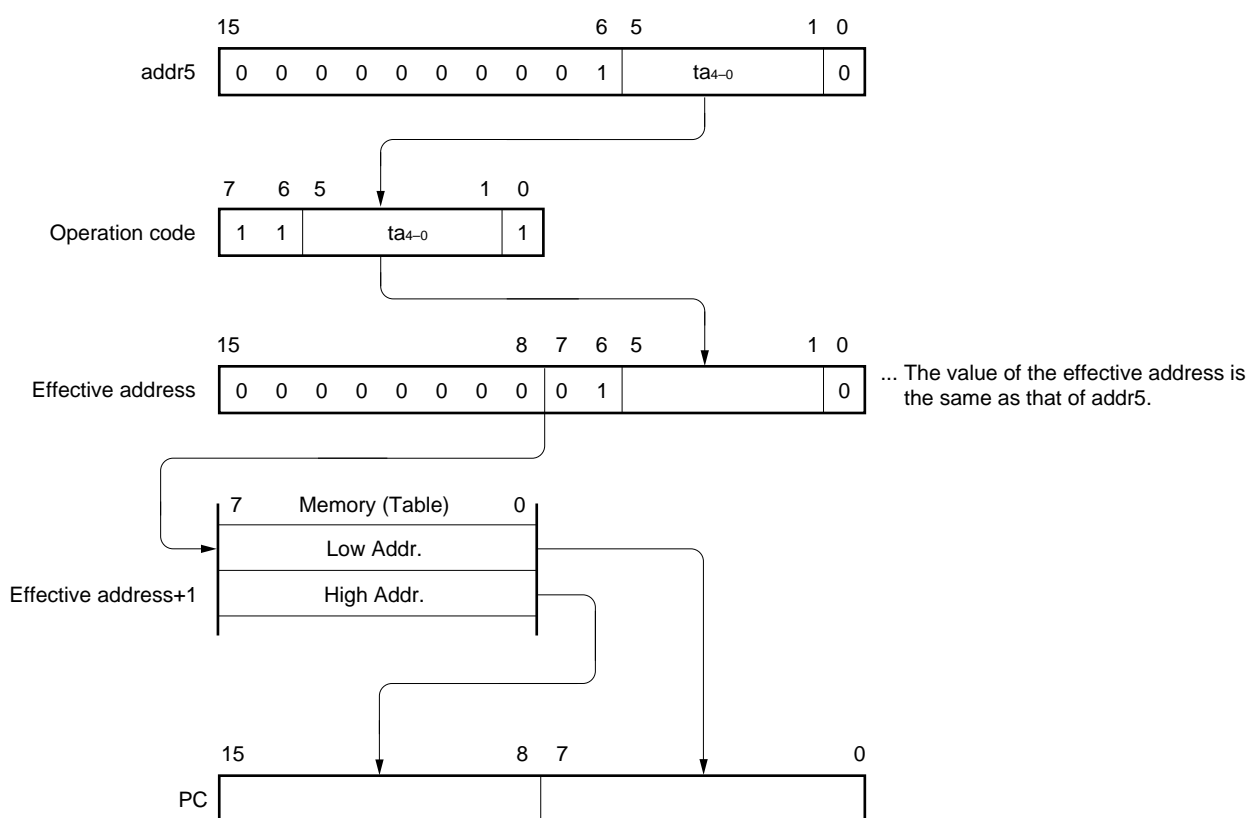 15 6 5 1 0
addr5 0 0 0 0 0 0 0 0 0 1 ta4–0 0
7 6 5 1 0
Operation code 1 1 ta4–0 1
15 8 7 6 5 1 0
Effective address 0 0 0 0 0 0 0 0 0 1 0 ... The value of the effective address is
the same as that of addr5.
7 Memory (Table) 0
Low Addr.
Effective address+1 High Addr.
15 8 7 0
PC